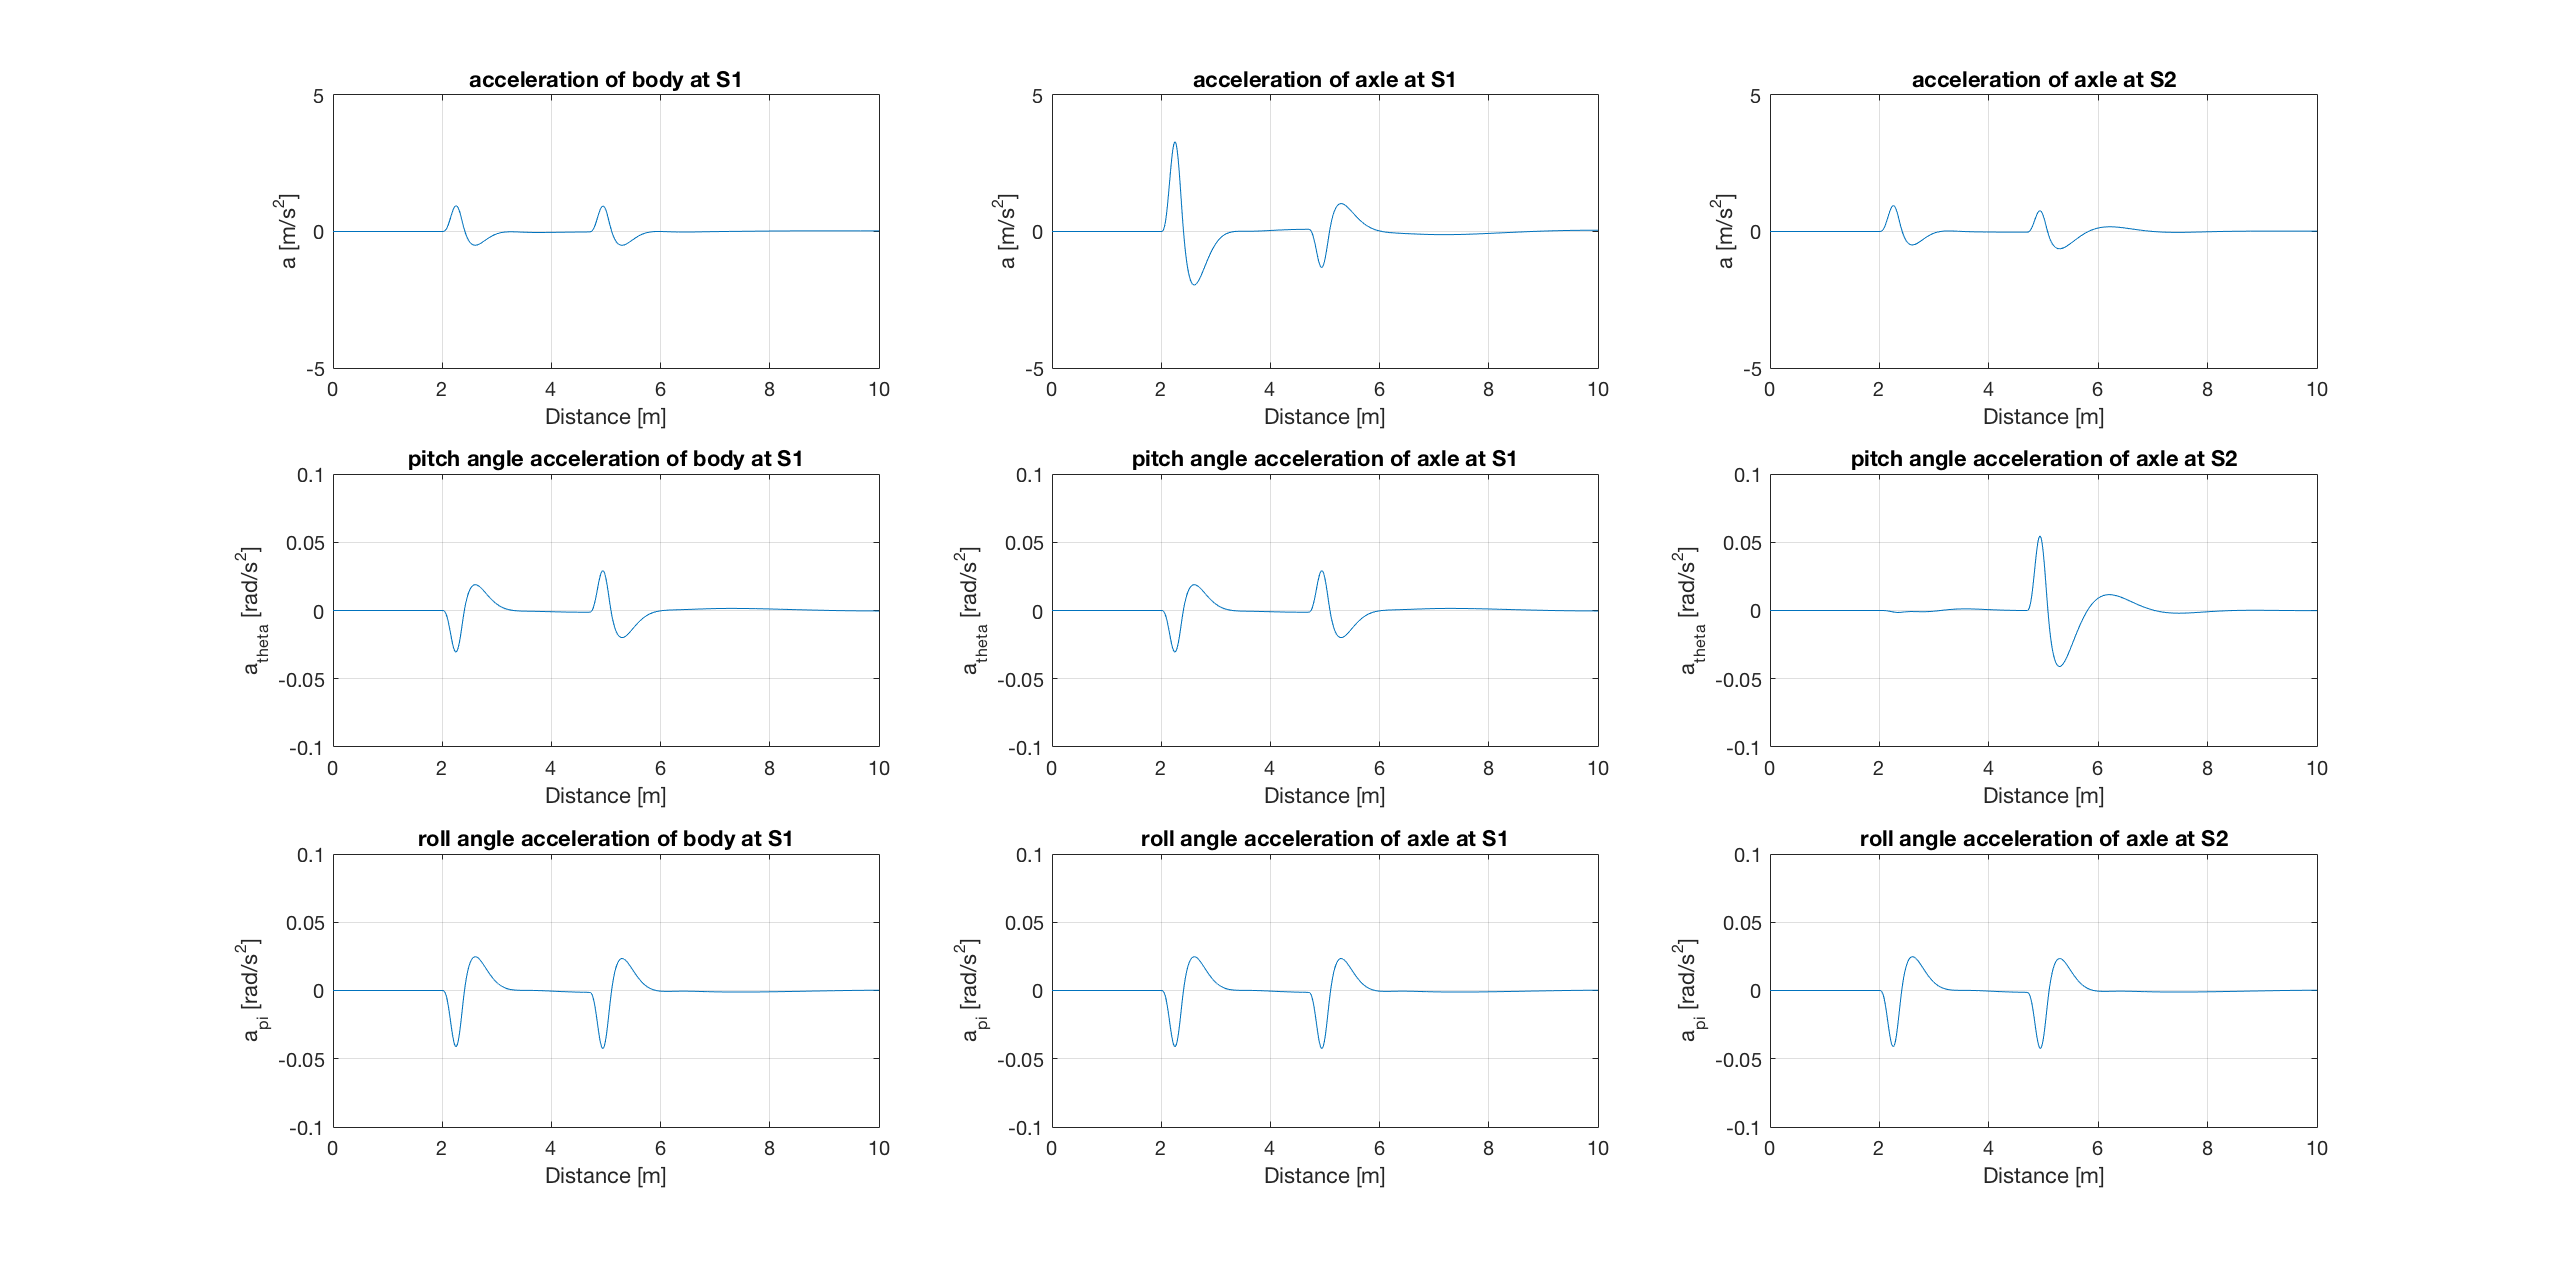 acceleration of body at S1
5
0
-5
a [m/s2]
0 2 4 6 8 10
Distance [m]
acceleration of axle at S1
5
0
-5
a [m/s2]
0 2 4 6 8 10
Distance [m]
acceleration of axle at S2
5
0
-5
a [m/s2]
0 2 4 6 8 10
Distance [m]
pitch angle acceleration of body at S1
0.1
0.05
0
-0.05
-0.1
atheta [rad/s2]
0 2 4 6 8 10
Distance [m]
pitch angle acceleration of axle at S1
0.1
0.05
0
-0.05
-0.1
atheta [rad/s2]
0 2 4 6 8 10
Distance [m]
pitch angle acceleration of axle at S2
0.1
0.05
0
-0.05
-0.1
atheta [rad/s2]
0 2 4 6 8 10
Distance [m]
roll angle acceleration of body at S1
0.1
0.05
0
-0.05
-0.1
api [rad/s2]
0 2 4 6 8 10
Distance [m]
roll angle acceleration of axle at S1
0.1
0.05
0
-0.05
-0.1
api [rad/s2]
0 2 4 6 8 10
Distance [m]
roll angle acceleration of axle at S2
0.1
0.05
0
-0.05
-0.1
api [rad/s2]
0 2 4 6 8 10
Distance [m]